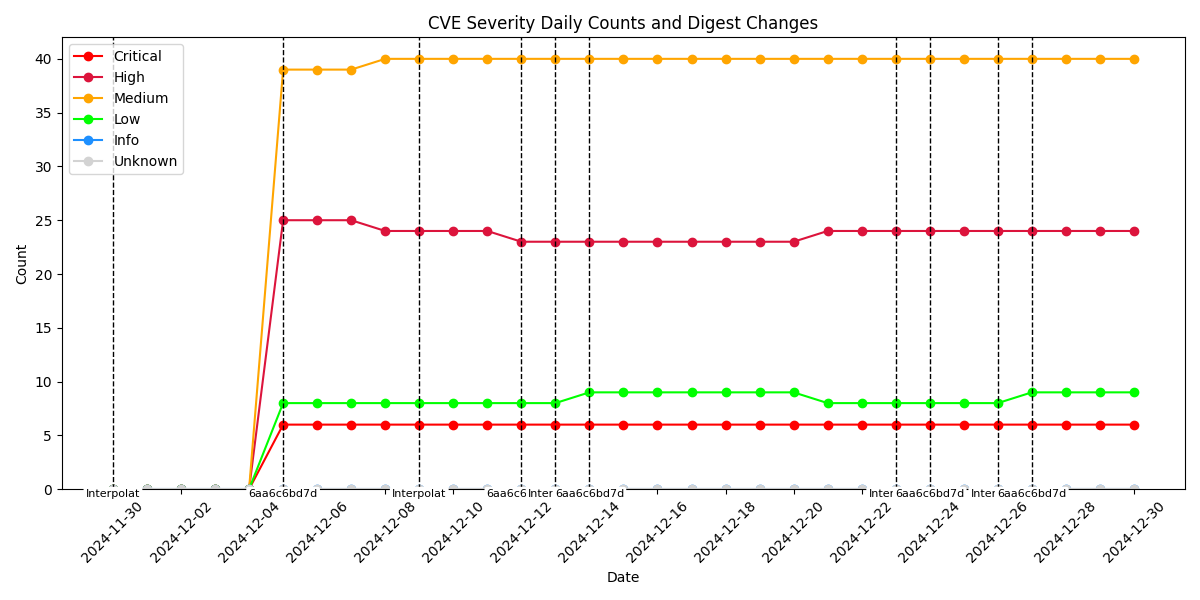 CVE Severity Daily Counts and Digest Changes
Critical
High
Medium
Low
Info
Unknown
Count
40
35
30
25
20
15
10
5
0
Interpolat
6aa6c6bd7d
Interpolat
6aa6c6
Inter
6aa6c6bd7d
Inter
6aa6c6bd7d
Inter
6aa6c6bd7d
2024-11-30
2024-12-02
2024-12-04
2024-12-06
2024-12-08
2024-12-10
2024-12-12
2024-12-14
2024-12-16
2024-12-18
2024-12-20
2024-12-22
2024-12-24
2024-12-26
2024-12-28
2024-12-30
Date